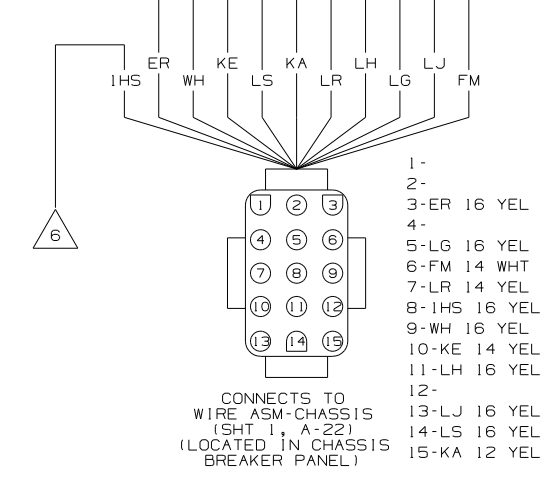 ER KE KA LH LJ
1HS WH LS LR LG FM
6
1 2 3
4 5 6
7 8 9
10 11 12
13 14 15
1-
2-
3-ER 16 YEL
4-
5-LG 16 YEL
6-FM 14 WHT
7-LR 14 YEL
8-1HS 16 YEL
9-WH 16 YEL
10-KE 14 YEL
11-LH 16 YEL
12-
13-LJ 16 YEL
14-LS 16 YEL
15-KA 12 YEL
CONNECTS TO
WIRE ASM-CHASSIS
(SHT 1, A-22)
(LOCATED IN CHASSIS
BREAKER PANEL)